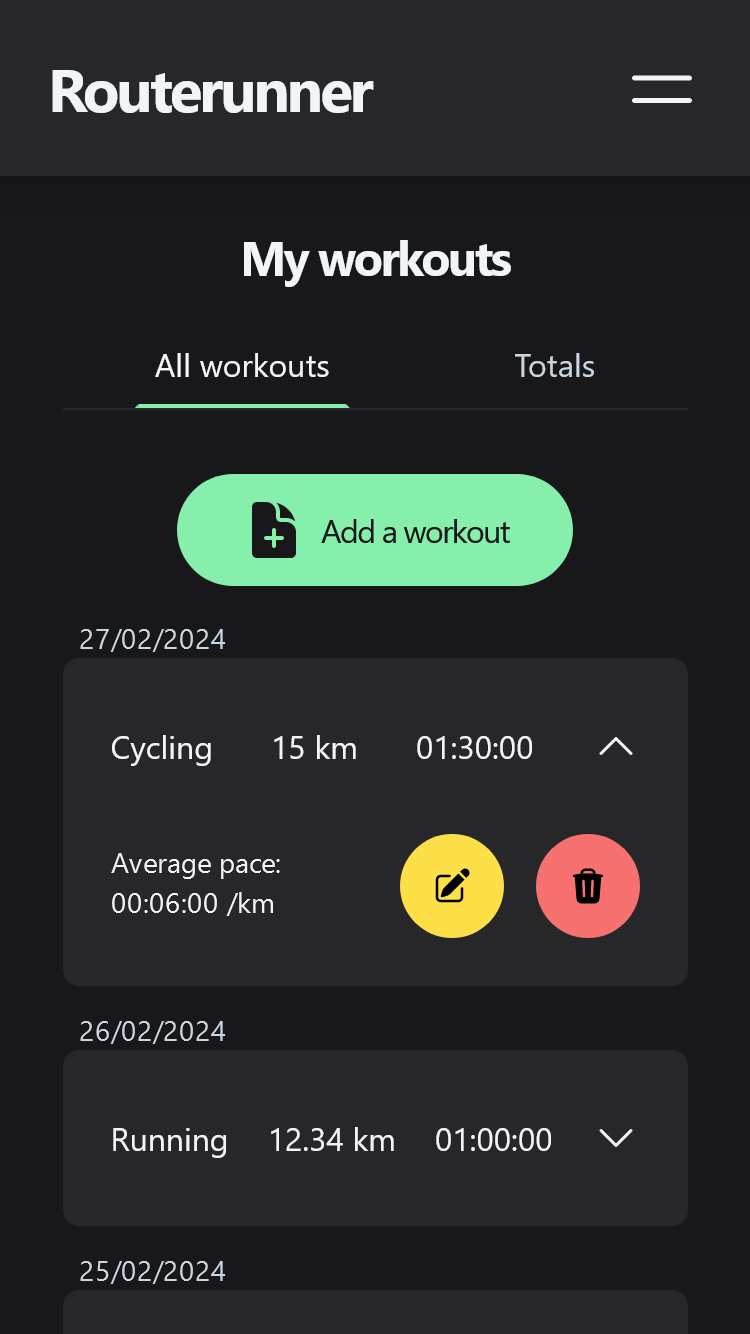 Routerunner
My workouts
All workouts Totals
Add a workout
27/02/2024
Cycling 15 km 01:30:00
Average pace:
00:06:00 /km
26/02/2024
Running 12.34 km 01:00:00
25/02/2024